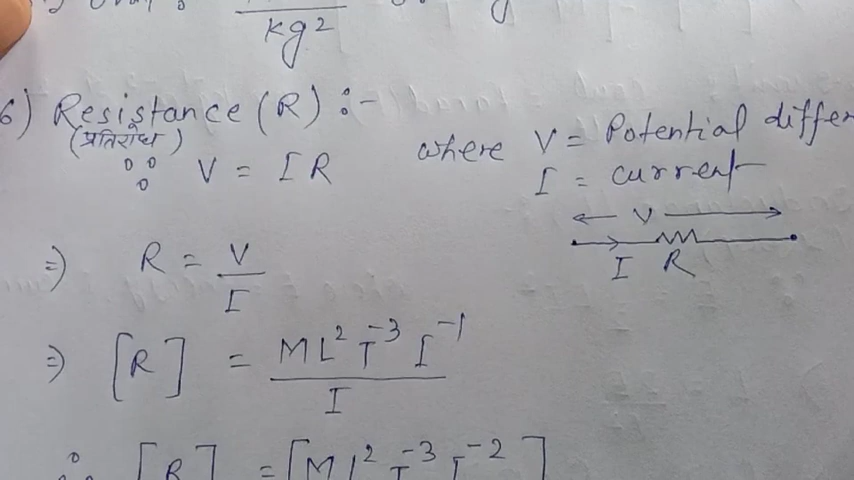 kg²
6) Resistance (R) :-
(प्रतिरोध)
∵ V = IR where V = Potential differ
I = current
V
I R
⇒ R = V/I
⇒ [R] = ML²T⁻³I⁻¹/I
∴ [R] = [ML²T⁻³I⁻²]